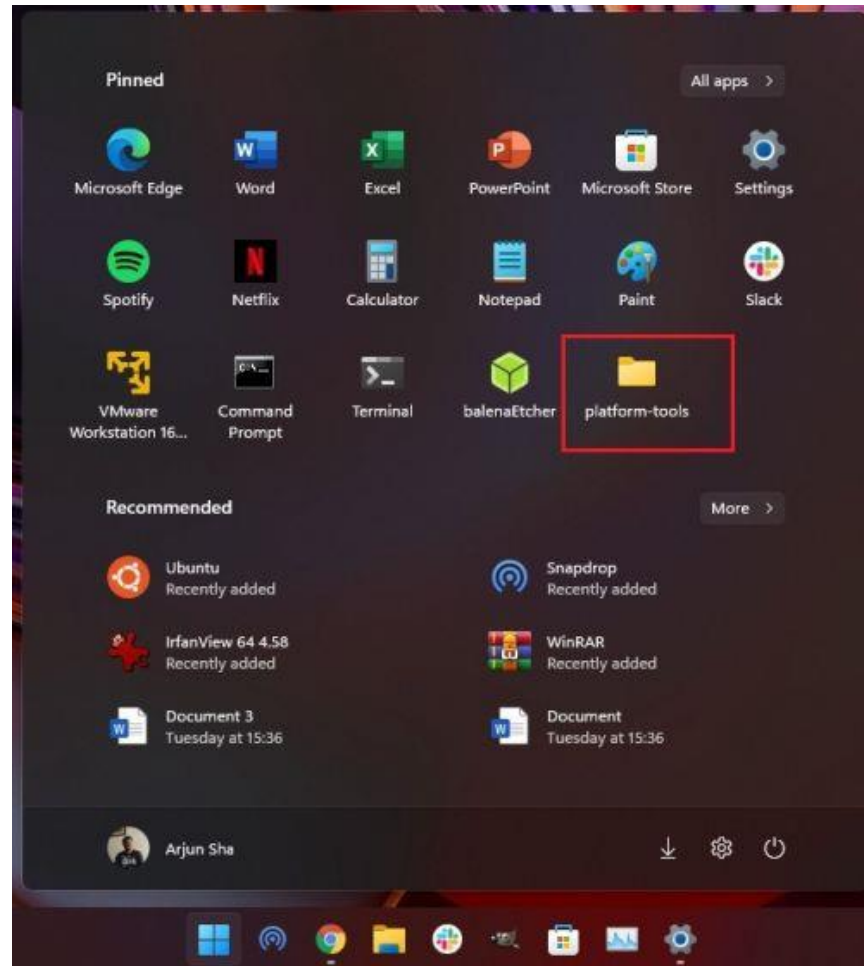 Pinned
All apps >
Microsoft Edge
Word
Excel
PowerPoint
Microsoft Store
Settings
Spotify
Netflix
Calculator
Notepad
Paint
Slack
VMware
Workstation 16...
Command
Prompt
Terminal
balenaEtcher
platform-tools
Recommended
More >
Ubuntu
Recently added
Snapdrop
Recently added
IrfanView 64 4.58
Recently added
WinRAR
Recently added
Document 3
Tuesday at 15:36
Document
Tuesday at 15:36
Arjun Sha